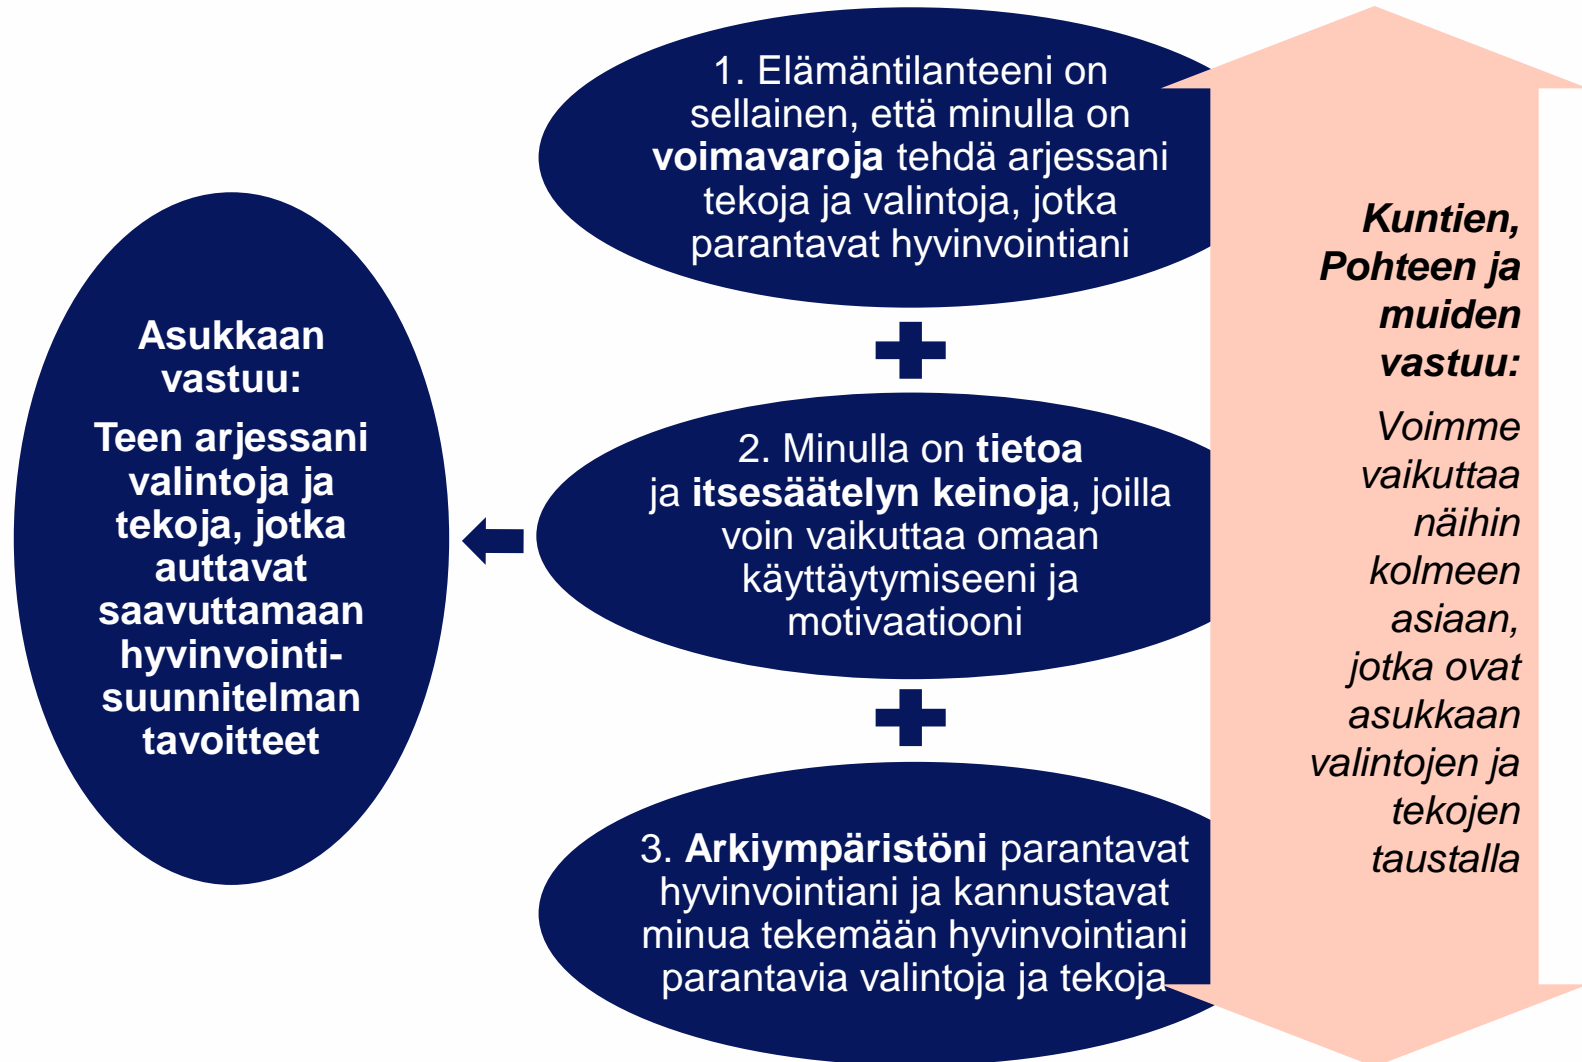 1. Elämäntilanteeni on
sellainen, että minulla on
voimavaroja tehdä arjessani
tekoja ja valintoja, jotka
parantavat hyvinvointiani
Asukkaan
vastuu:
Teen arjessani
valintoja ja
tekoja, jotka
auttavat
saavuttamaan
hyvinvointi-
suunnitelman
tavoitteet
2. Minulla on tietoa
ja itsesäätelyn keinoja, joilla
voin vaikuttaa omaan
käyttäytymiseeni ja
motivaatiooni
3. Arkiympäristöni parantavat
hyvinvointiani ja kannustavat
minua tekemään hyvinvointiani
parantavia valintoja ja tekoja
Kuntien,
Pohteen ja
muiden
vastuu:
Voimme
vaikuttaa
näihin
kolmeen
asiaan,
jotka ovat
asukkaan
valintojen ja
tekojen
taustalla